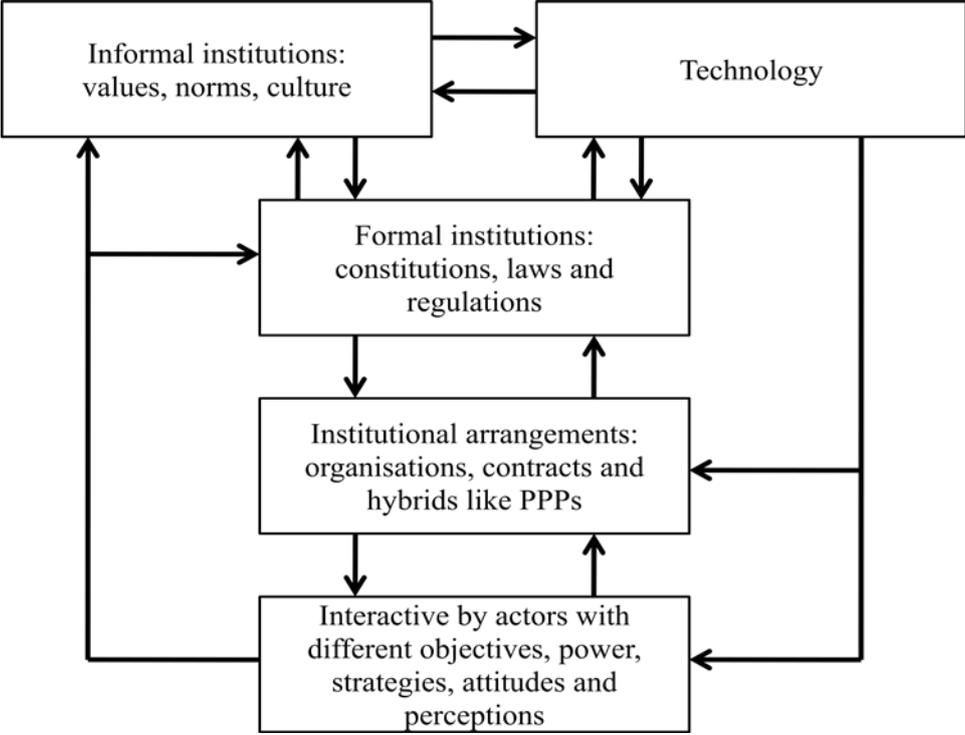 Informal institutions:
values, norms, culture
Technology
Formal institutions:
constitutions, laws and
regulations
Institutional arrangements:
organisations, contracts and
hybrids like PPPs
Interactive by actors with
different objectives, power,
strategies, attitudes and
perceptions